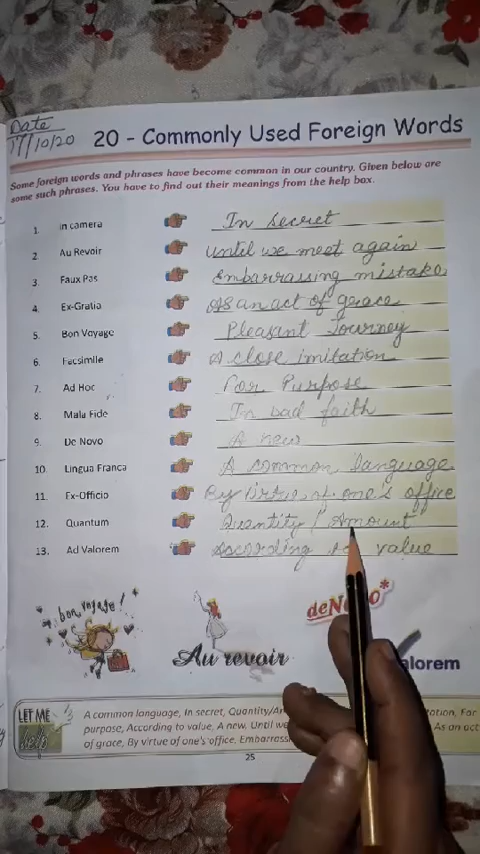 Date
17/10/20
20 - Commonly Used Foreign Words
Some foreign words and phrases have become common in our country. Given below are
some such phrases. You have to find out their meanings from the help box.
1. In camera In secret
2. Au Revoir Until we meet again
3. Faux Pas Embarrassing mistake
4. Ex-Gratia As an act of grace
5. Bon Voyage Pleasant Journey
6. Facsimile A close imitation
7. Ad Hoc For Purpose
8. Mala Fide In bad faith
9. De Novo A new
10. Lingua Franca A common language
11. Ex-Officio By Virtue of one's office
12. Quantum Quantity / Amount
13. Ad Valorem According to value
bon voyage!
Au revoir
deNovo*
alorem
LET ME help
A common language, In secret, Quantity/ For
purpose, According to value, A new, Until we As an act
of grace, By virtue of one's office, Embarrass
25